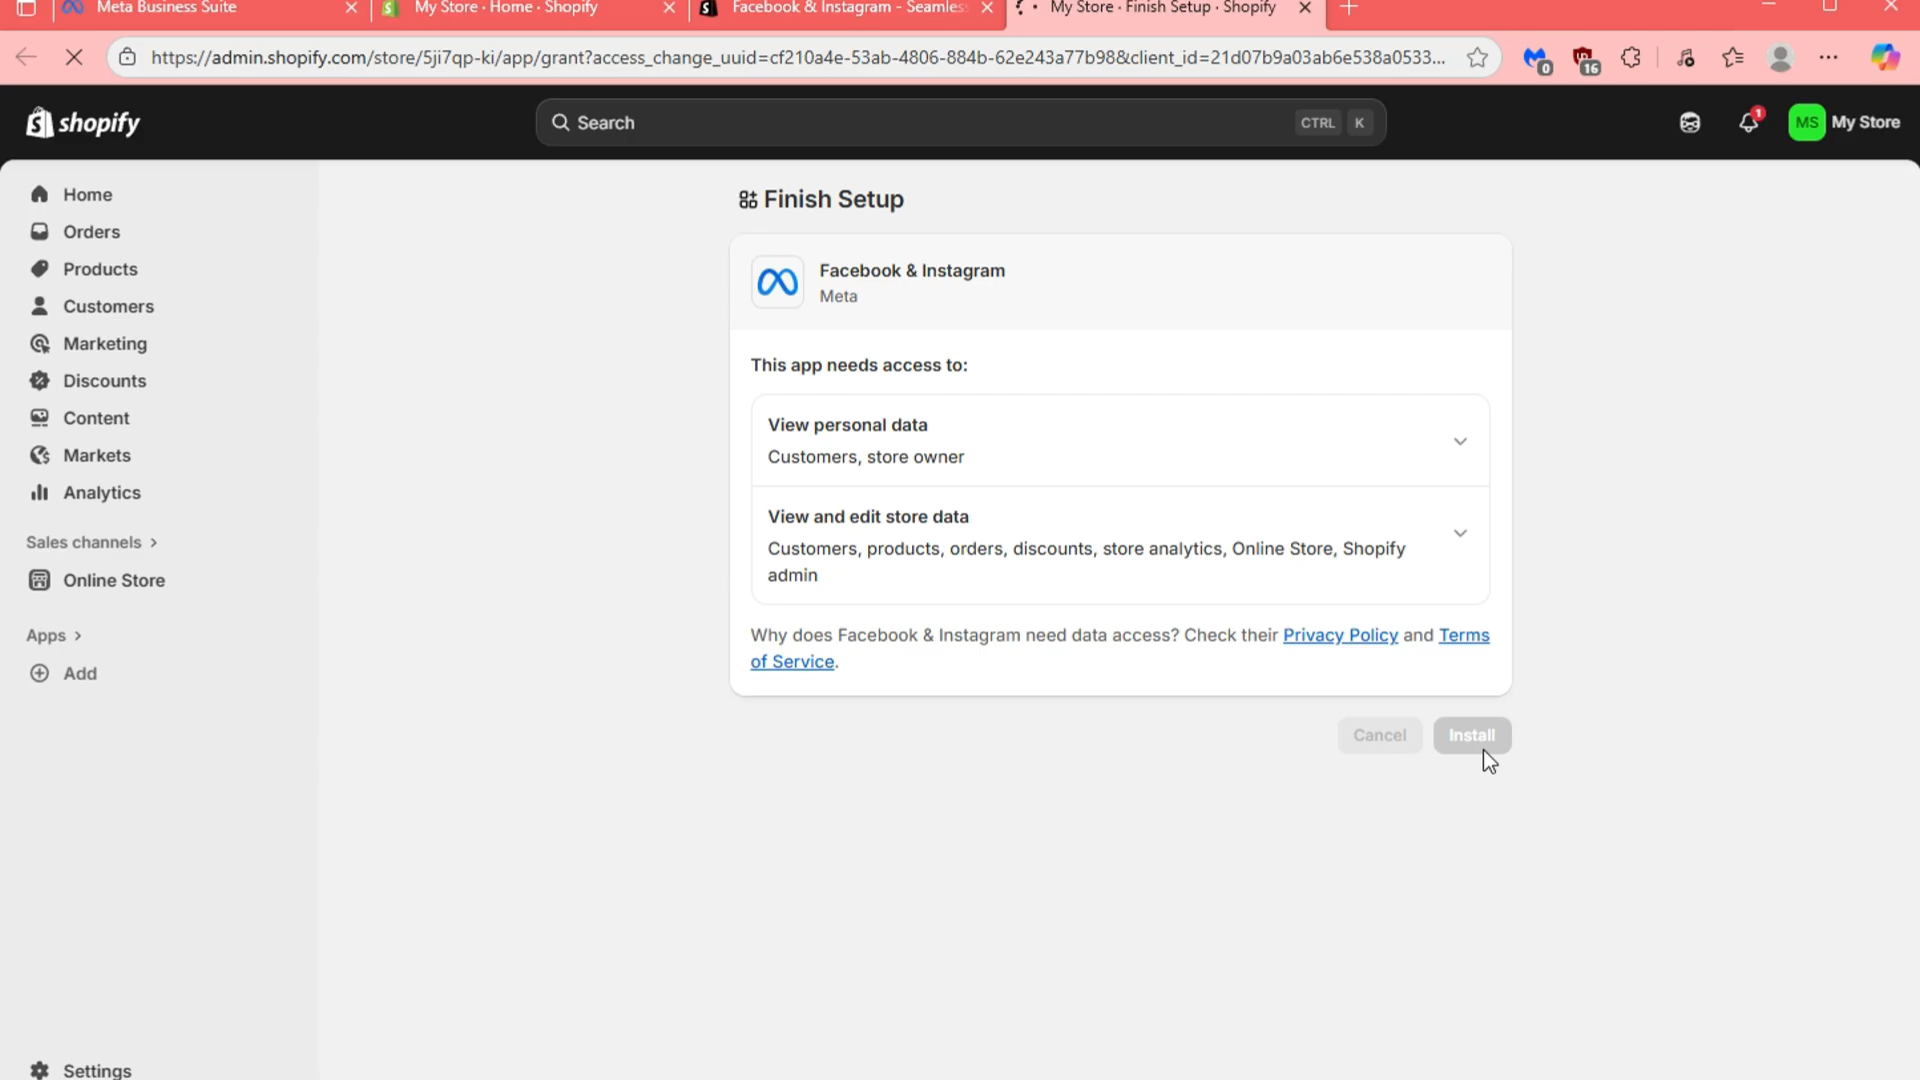 Meta Business Suite
My Store · Home · Shopify
Facebook & Instagram - Seamles
My Store · Finish Setup · Shopify
https://admin.shopify.com/store/5ji7qp-ki/app/grant?access_change_uuid=cf210a4e-53ab-4806-884b-62e243a77b98&client_id=21d07b9a03ab6e538a0533...
0
16
shopify
Search
CTRL K
1
MS
My Store
Home
Orders
Products
Customers
Marketing
Discounts
Content
Markets
Analytics
Sales channels
Online Store
Apps
Add
Settings
Finish Setup
Facebook & Instagram
Meta
This app needs access to:
View personal data
Customers, store owner
View and edit store data
Customers, products, orders, discounts, store analytics, Online Store, Shopify
admin
Why does Facebook & Instagram need data access? Check their Privacy Policy and Terms
of Service.
Cancel
Install